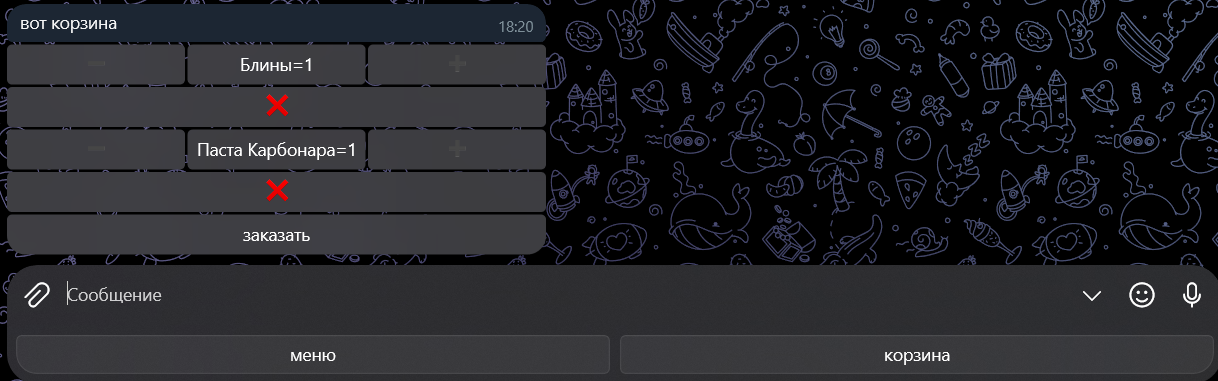 вот корзина
18:20
➖ Блины=1 ➕
❌
➖ Паста Карбонара=1 ➕
❌
заказать
Сообщение
меню корзина